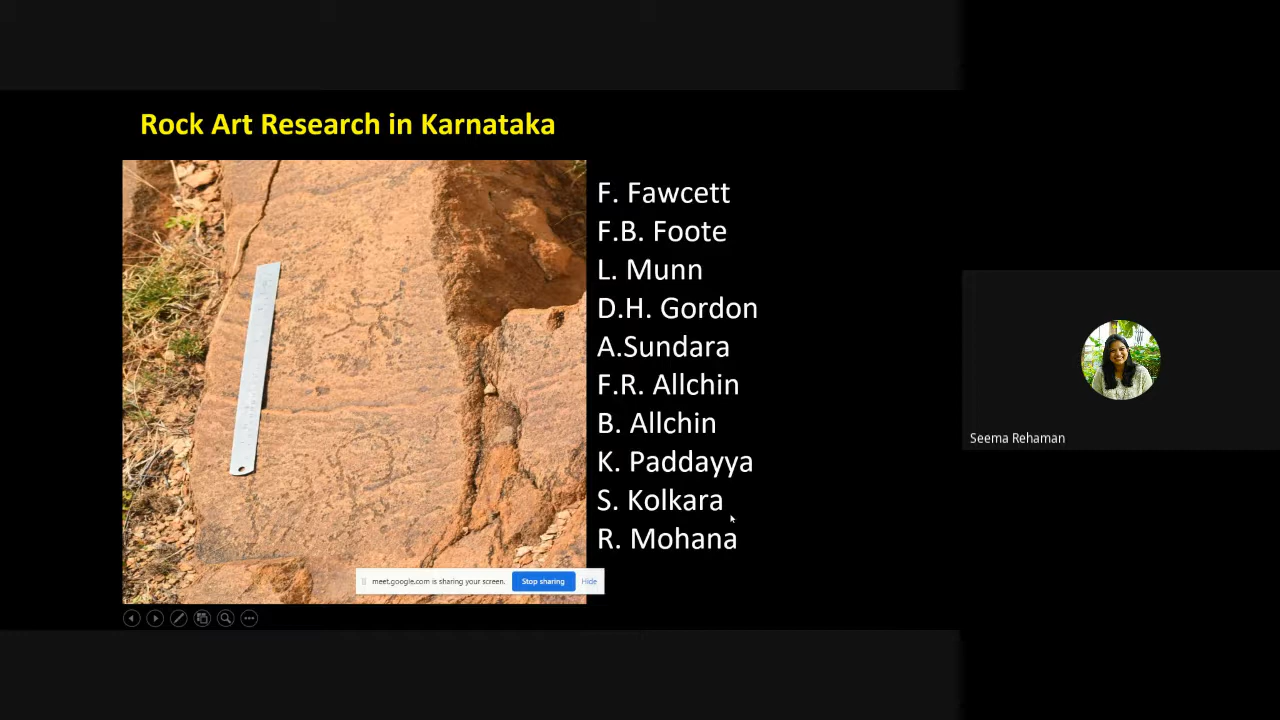 Rock Art Research in Karnataka
F. Fawcett
F.B. Foote
L. Munn
D.H. Gordon
A.Sundara
F.R. Allchin
B. Allchin
K. Paddayya
S. Kolkara
R. Mohana
meet.google.com is sharing your screen.
Stop sharing
Hide
Seema Rehaman